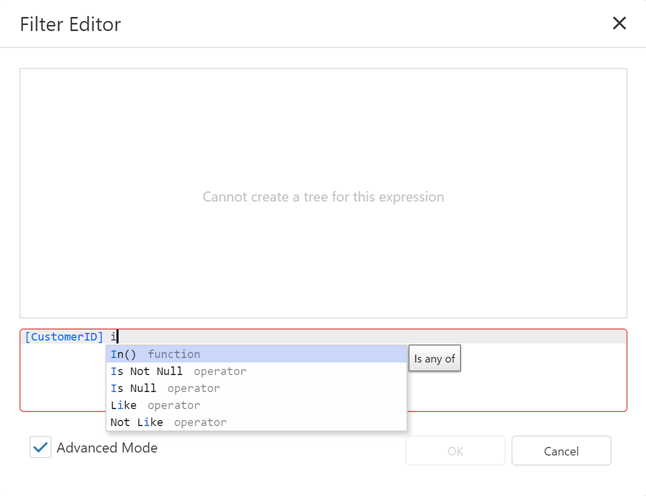 Filter Editor
Cannot create a tree for this expression
[CustomerID] i
In() function
Is any of
Is Not Null operator
Is Null operator
Like operator
Not Like operator
Advanced Mode
OK
Cancel